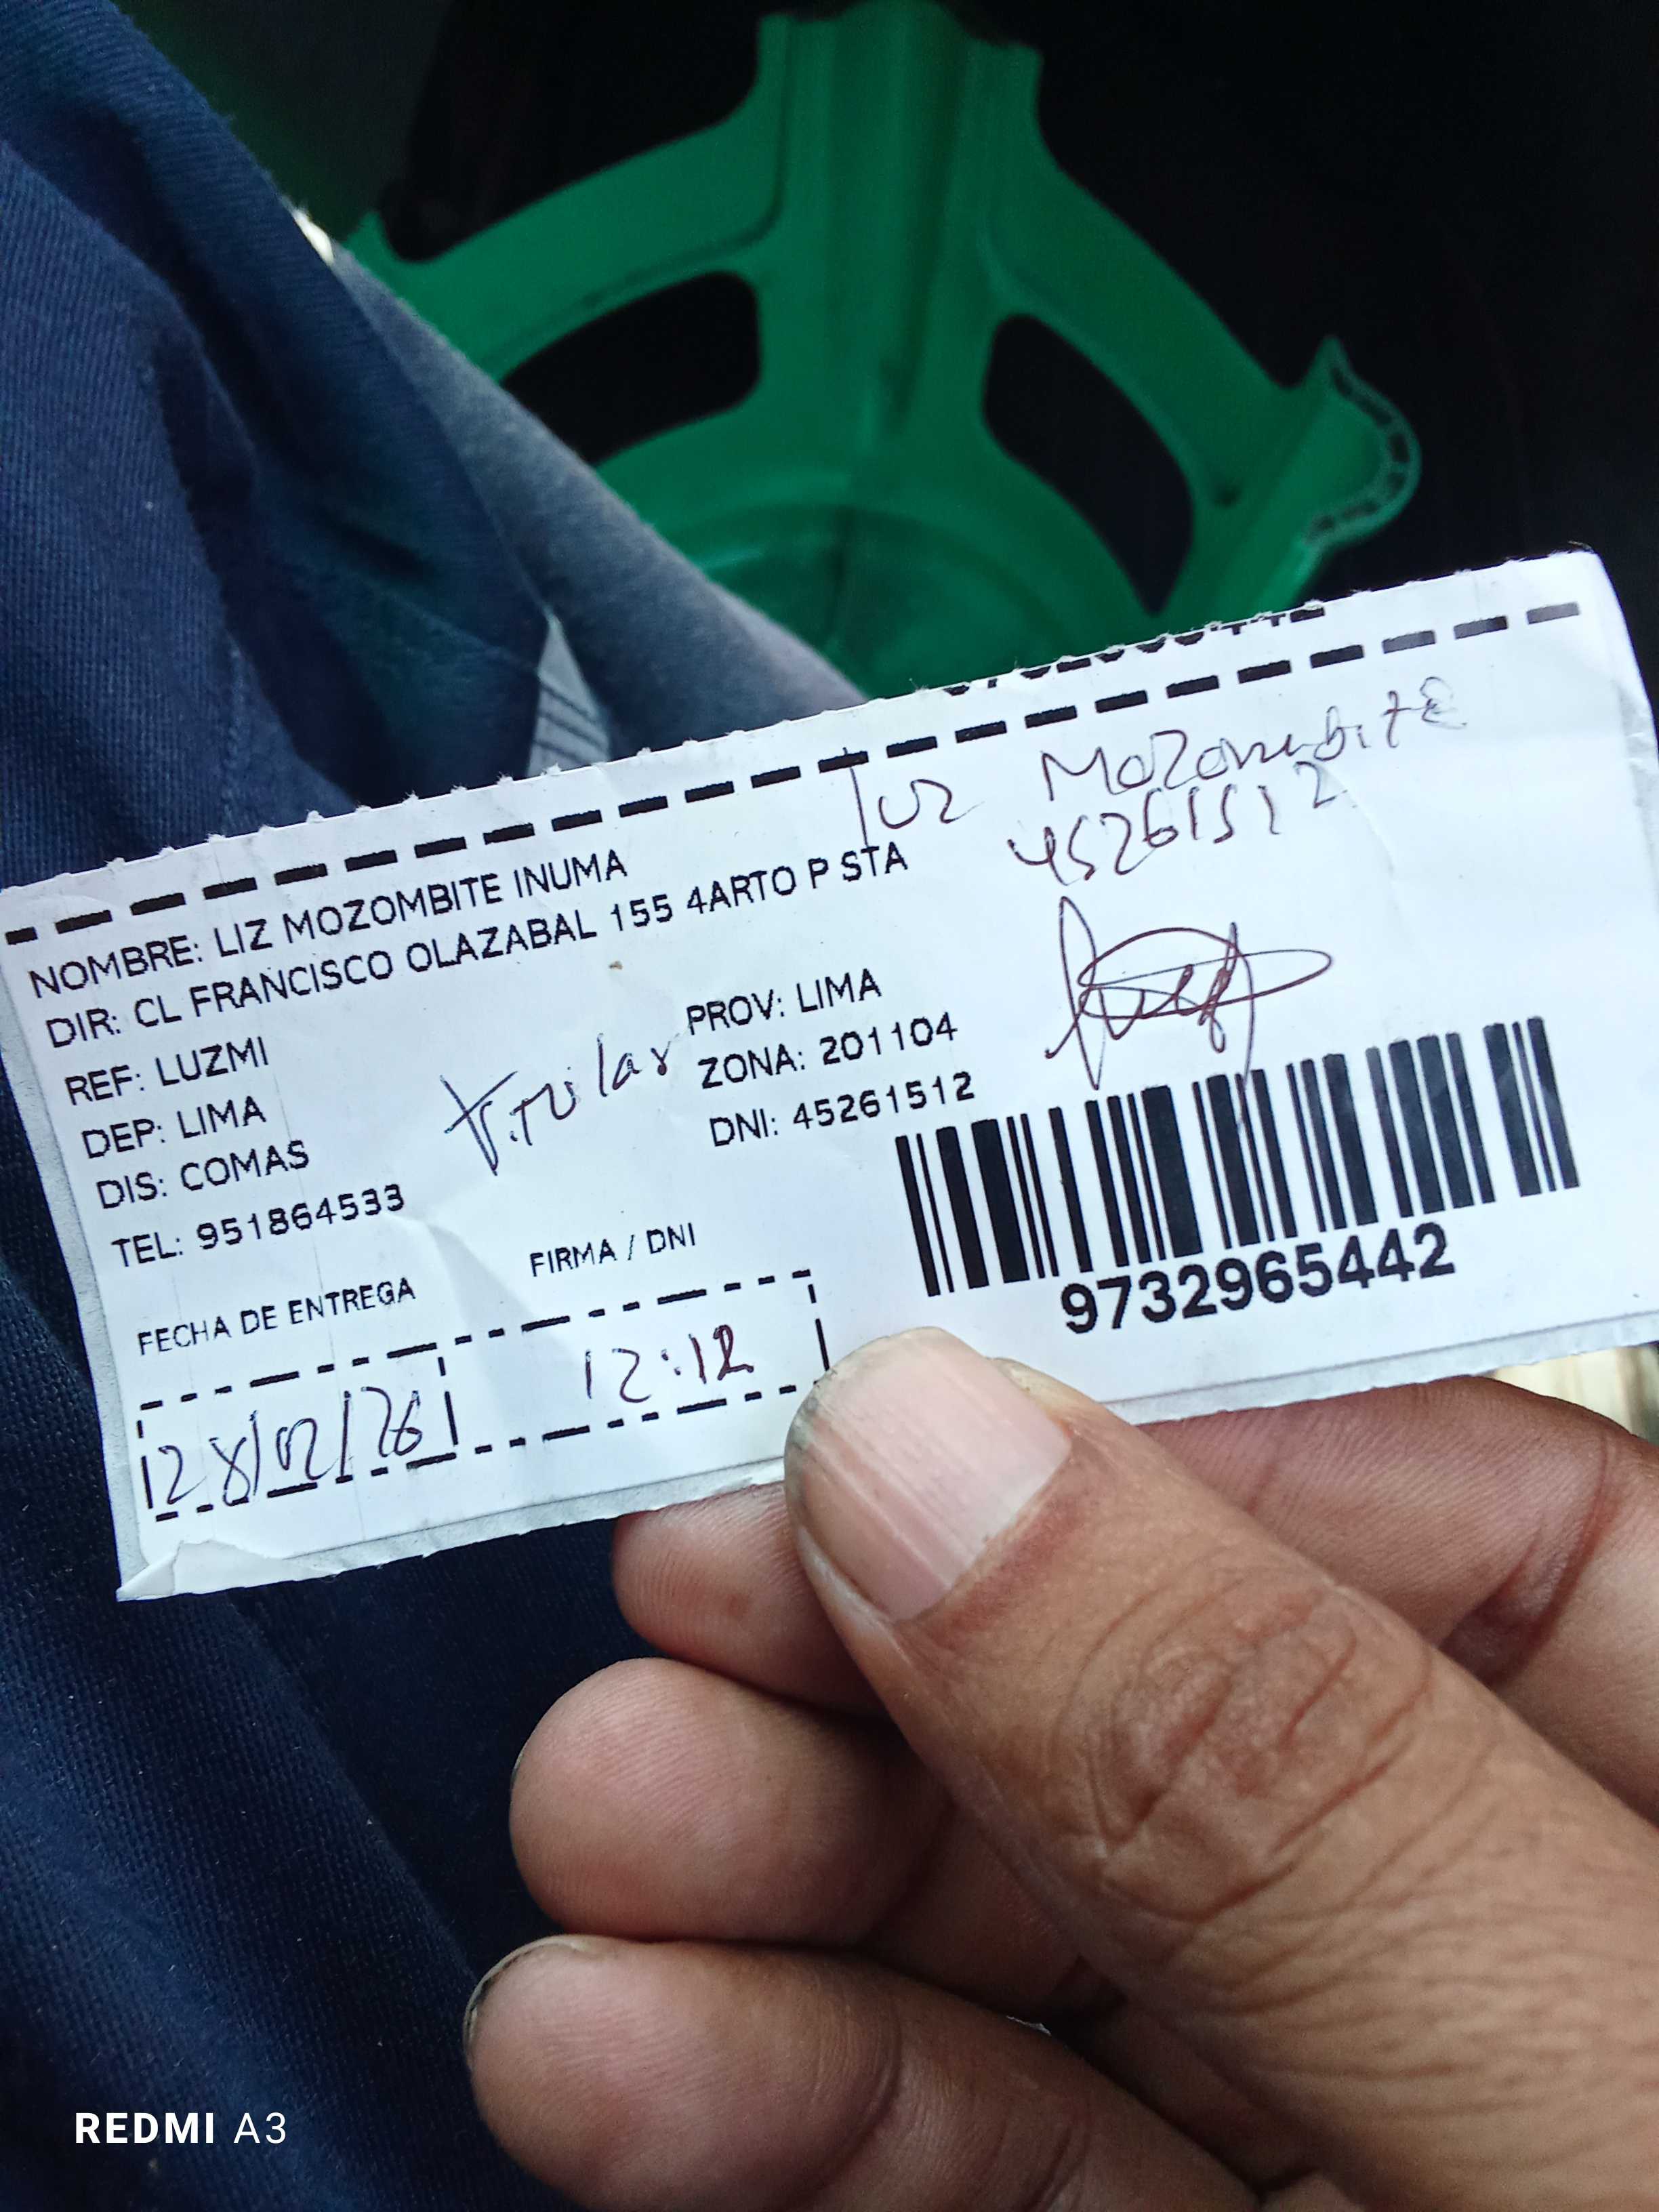 LIZ Mozombite
45261512
NOMBRE: LIZ MOZOMBITE INUMA
DIR: CL FRANCISCO OLAZABAL 155 4ARTO P STA
REF: LUZMI
DEP: LIMA
PROV: LIMA
DIS: COMAS
ZONA: 201104
TEL: 951864533
DNI: 45261512
Titular
FECHA DE ENTREGA
FIRMA / DNI
28/02/26
12:12
9732965442
REDMI A3